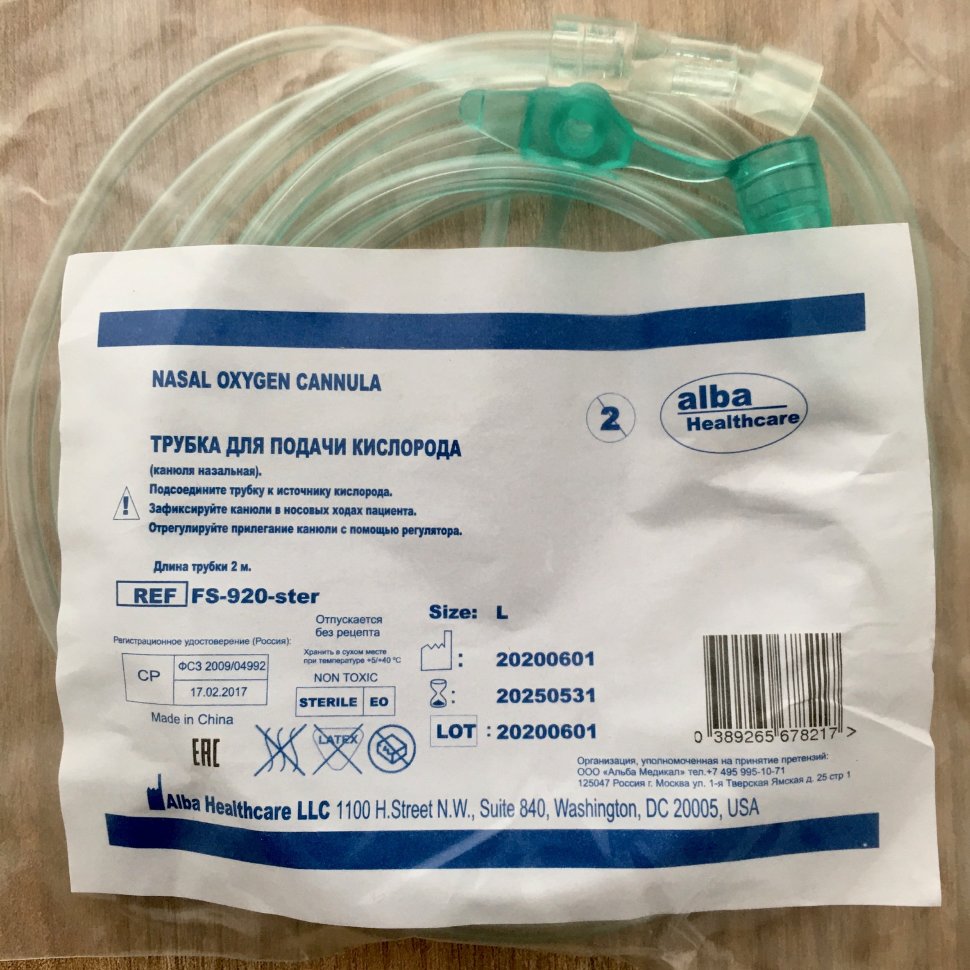 NASAL OXYGEN CANNULA
2
alba
Healthcare
ТРУБКА ДЛЯ ПОДАЧИ КИСЛОРОДА
(канюля назальная).
Подсоедините трубку к источнику кислорода.
!
Зафиксируйте канюли в носовых ходах пациента.
Отрегулируйте прилегание канюли с помощью регулятора.
Длина трубки 2 м.
REF FS-920-ster
Size: L
Отпускается
без рецепта
Регистрационное удостоверение (Россия):
СР
ФСЗ 2009/04992
17.02.2017
Хранить в сухом месте
при температуре +5/+40 °C
NON TOXIC
STERILE EO
: 20200601
: 20250531
LOT : 20200601
Made in China
EAC
LATEX
0 389265 678217 >
Организация, уполномоченная на принятие претензий:
ООО «Альба Медикал» тел.+7 495 995-10-71
125047 Россия г. Москва ул. 1-я Тверская Ямская д. 25 стр 1
Alba Healthcare LLC 1100 H.Street N.W., Suite 840, Washington, DC 20005, USA